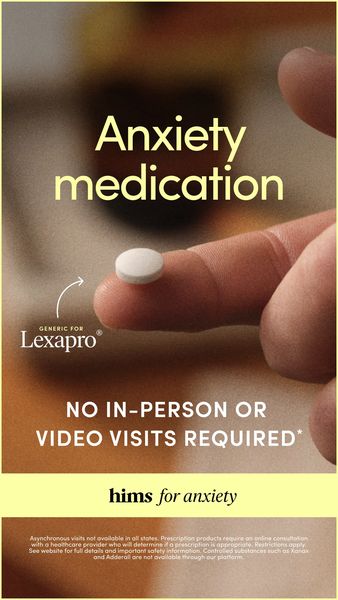 Anxiety
medication
GENERIC FOR
Lexapro®
NO IN-PERSON OR
VIDEO VISITS REQUIRED*
hims for anxiety
Asynchronous visits not available in all states. Prescription products require an online consultation
with a healthcare provider who will determine if a prescription is appropriate. Restrictions apply.
See website for full details and important safety information. Controlled substances such as Xanax
and Adderall are not available through our platform.